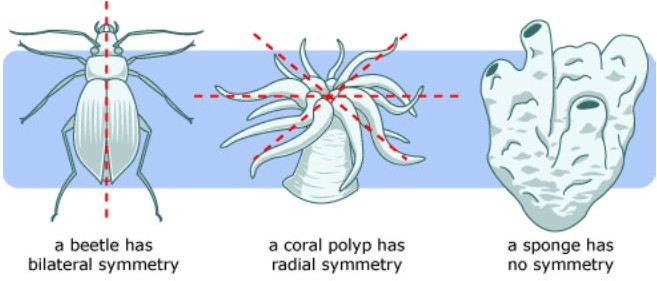 a beetle has
bilateral symmetry
a coral polyp has
radial symmetry
a sponge has
no symmetry